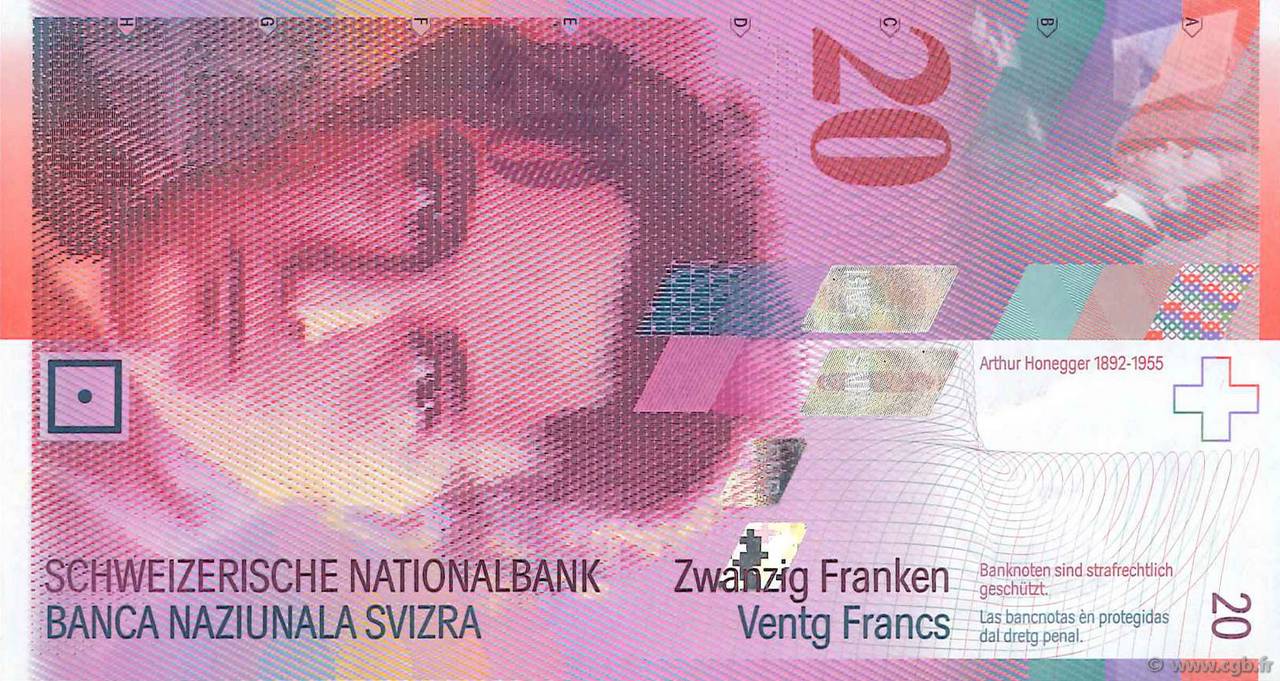 H G F E D C B A
20
Arthur Honegger 1892-1955
SCHWEIZERISCHE NATIONALBANK
BANCA NAZIUNALA SVIZRA
Zwanzig Franken
Ventg Francs
Banknoten sind strafrechtlich
geschützt.
Las bancnotas èn protegidas
dal dretg penal.
20
© www.cgb.fr